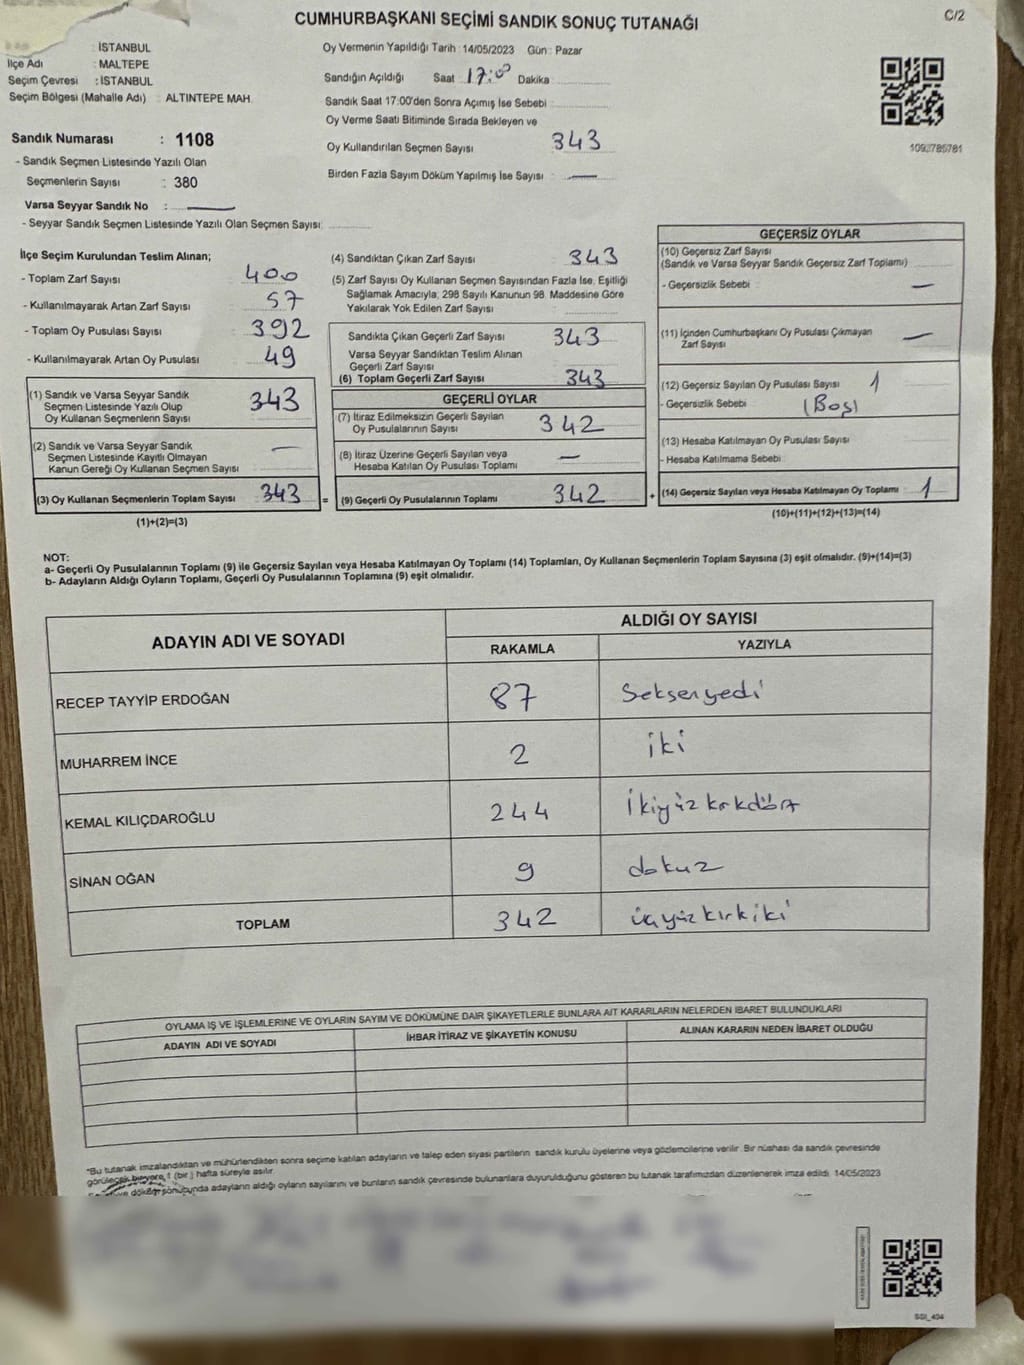 CUMHURBAŞKANI SEÇİMİ SANDIK SONUÇ TUTANAĞI
C/2
: İSTANBUL
İlçe Adı : MALTEPE
Seçim Çevresi : İSTANBUL
Seçim Bölgesi (Mahalle Adı) : ALTINTEPE MAH.
Sandık Numarası : 1108
- Sandık Seçmen Listesinde Yazılı Olan
Seçmenlerin Sayısı : 380
Varsa Seyyar Sandık No :
- Seyyar Sandık Seçmen Listesinde Yazılı Olan Seçmen Sayısı:
Oy Vermenin Yapıldığı Tarih : 14/05/2023 Gün : Pazar
Sandığın Açıldığı Saat 17:00 Dakika
Sandık Saat 17:00'den Sonra Açımış İse Sebebi :
Oy Verme Saati Bitiminde Sırada Bekleyen ve
Oy Kullandırılan Seçmen Sayısı 343
Birden Fazla Sayım Döküm Yapılmış İse Sayısı : —
İlçe Seçim Kurulundan Teslim Alınan;
- Toplam Zarf Sayısı 400
- Kullanılmayarak Artan Zarf Sayısı 57
- Toplam Oy Pusulası Sayısı 392
- Kullanılmayarak Artan Oy Pusulası 49
(1) Sandık ve Varsa Seyyar Sandık
Seçmen Listesinde Yazılı Olup
Oy Kullanan Seçmenlerin Sayısı 343
(2) Sandık ve Varsa Seyyar Sandık
Seçmen Listesinde Kayıtlı Olmayan
Kanun Gereği Oy Kullanan Seçmen Sayısı —
(3) Oy Kullanan Seçmenlerin Toplam Sayısı 343 =
(1)+(2)=(3)
(4) Sandıktan Çıkan Zarf Sayısı 343
(5) Zarf Sayısı Oy Kullanan Seçmen Sayısından Fazla İse, Eşitliği
Sağlamak Amacıyla, 298 Sayılı Kanunun 98. Maddesine Göre
Yakılarak Yok Edilen Zarf Sayısı :
Sandıkta Çıkan Geçerli Zarf Sayısı 343
Varsa Seyyar Sandıktan Teslim Alınan
Geçerli Zarf Sayısı
(6) Toplam Geçerli Zarf Sayısı 343
GEÇERLİ OYLAR
(7) İtiraz Edilmeksizin Geçerli Sayılan
Oy Pusulalarının Sayısı 342
(8) İtiraz Üzerine Geçerli Sayılan veya
Hesaba Katılan Oy Pusulası Toplamı —
(9) Geçerli Oy Pusulalarının Toplamı 342 +
GEÇERSİZ OYLAR
(10) Geçersiz Zarf Sayısı
(Sandık ve Varsa Seyyar Sandık Geçersiz Zarf Toplamı)
- Geçersizlik Sebebi : —
(11) İçinden Cumhurbaşkanı Oy Pusulası Çıkmayan
Zarf Sayısı —
(12) Geçersiz Sayılan Oy Pusulası Sayısı 1
- Geçersizlik Sebebi : (Boş)
(13) Hesaba Katılmayan Oy Pusulası Sayısı
- Hesaba Katılmama Sebebi :
(14) Geçersiz Sayılan veya Hesaba Katılmayan Oy Toplamı 1
(10)+(11)+(12)+(13)=(14)
NOT:
a- Geçerli Oy Pusulalarının Toplamı (9) ile Geçersiz Sayılan veya Hesaba Katılmayan Oy Toplamı (14) Toplamları, Oy Kullanan Seçmenlerin Toplam Sayısına (3) eşit olmalıdır. (9)+(14)=(3)
b- Adayların Aldığı Oyların Toplamı, Geçerli Oy Pusulalarının Toplamına (9) eşit olmalıdır.
ADAYIN ADI VE SOYADI ALDIĞI OY SAYISI
RAKAMLA YAZIYLA
RECEP TAYYİP ERDOĞAN 87 Seksenyedi
MUHARREM İNCE 2 iki
KEMAL KILIÇDAROĞLU 244 İkiyüz kırkdört
SİNAN OĞAN 9 dokuz
TOPLAM 342 üçyüzkırkiki
OYLAMA İŞ VE İŞLEMLERİNE VE OYLARIN SAYIM VE DÖKÜMÜNE DAİR ŞİKAYETLERLE BUNLARA AİT KARARLARIN NELERDEN İBARET BULUNDUKLARI
ADAYIN ADI VE SOYADI İHBAR İTİRAZ VE ŞİKAYETİN KONUSU ALINAN KARARIN NEDEN İBARET OLDUĞU
"Bu tutanak imzalandıktan ve mühürlendikten sonra seçime katılan adayların ve talep eden siyasi partilerin sandık kurulu üyelerine veya gözlemcilerine verilir. Bir nüshası da sandık çevresinde
görülecek bir yere 1 (bir) hafta süreyle asılır.
ve döküm sonucunda adayların aldığı oyların sayılarını ve bunların sandık çevresinde bulunanlara duyurulduğunu gösteren bu tutanak tarafımızdan düzenlenerek imza edildi. 14/05/2023